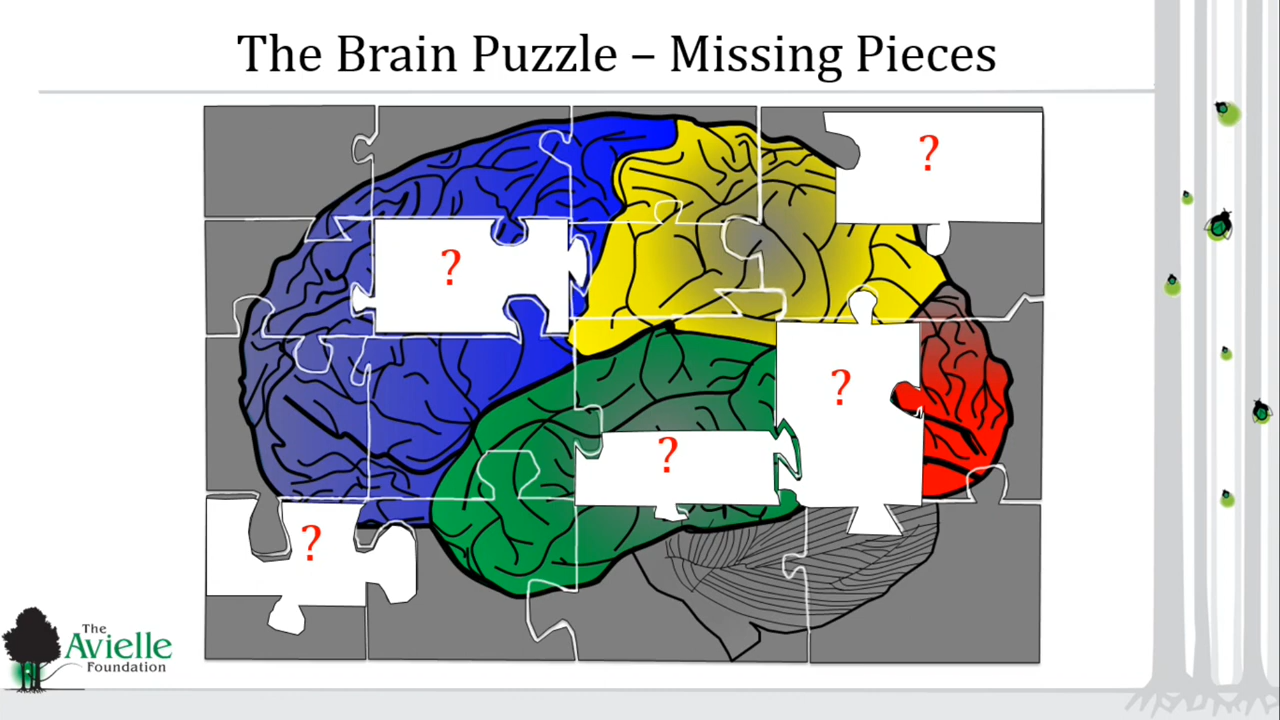 The Brain Puzzle – Missing Pieces
?
?
?
?
?
The
Avielle
Foundation